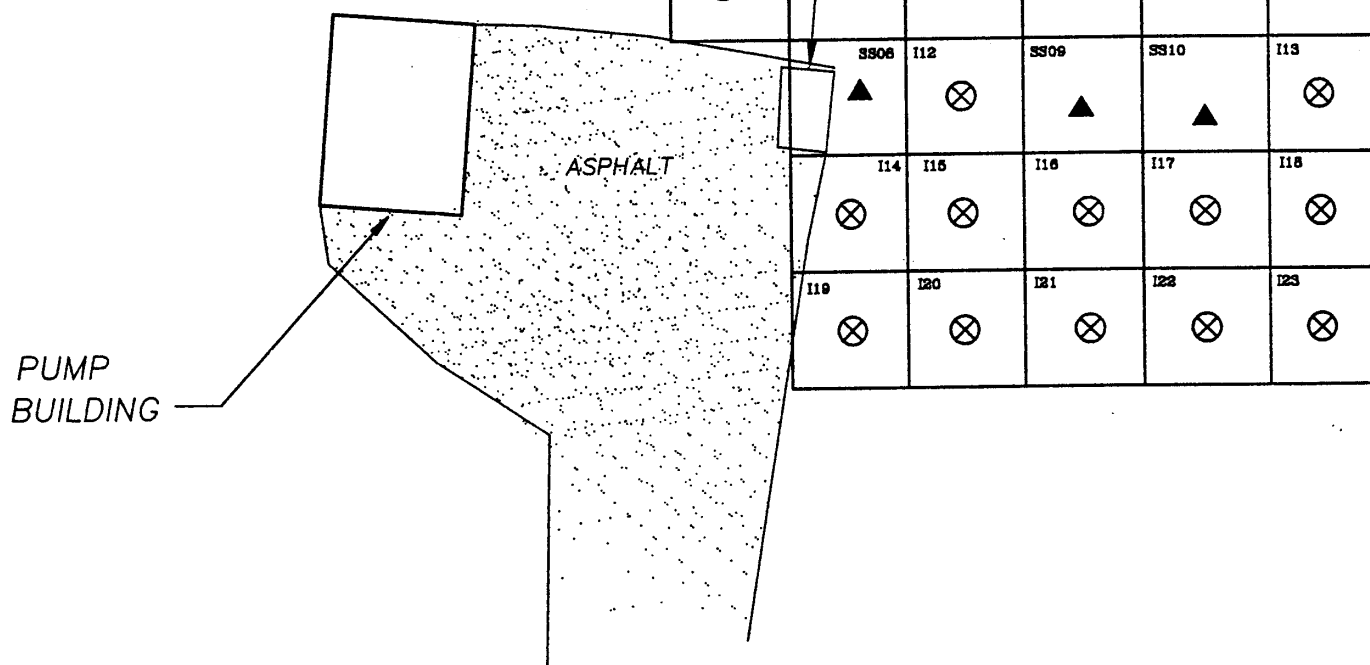 SS08 I12 SS09 SS10 I13
ASPHALT
I14 I15 I16 I17 I18
I19 I20 I21 I22 I23
PUMP
BUILDING